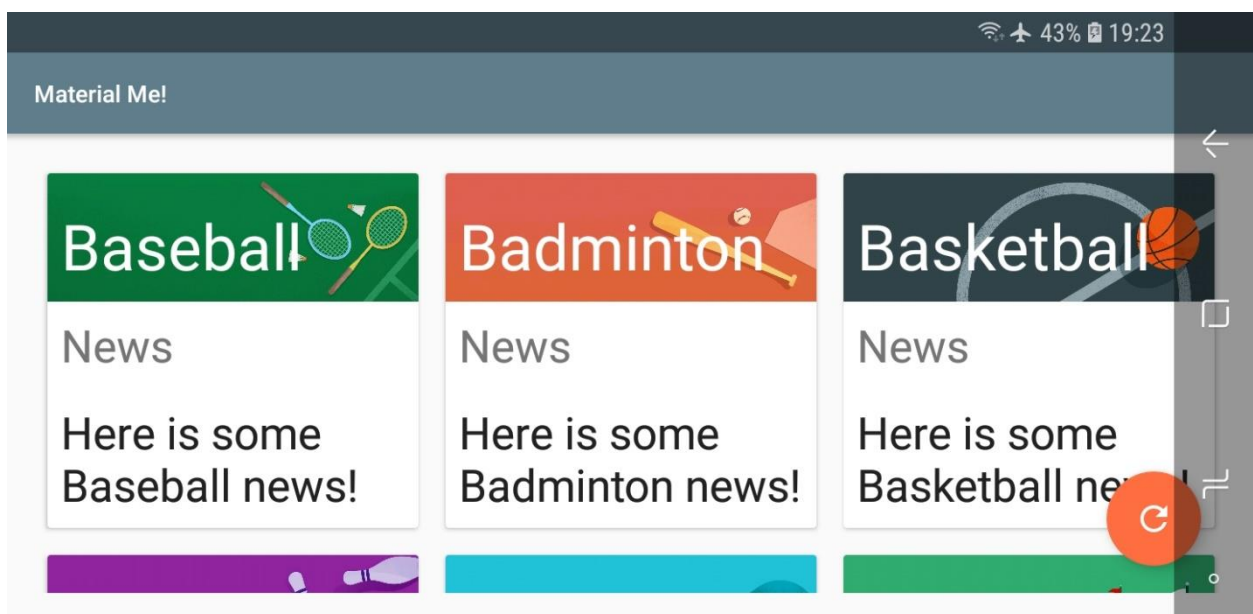 43% 19:23
Material Me!
Baseball
News
Here is some
Baseball news!
Badminton
News
Here is some
Badminton news!
Basketball
News
Here is some
Basketball